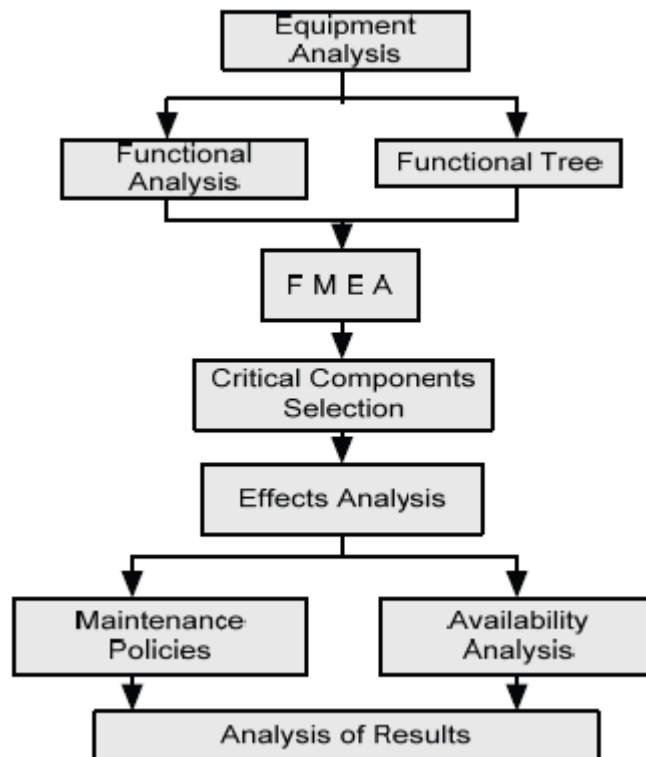 Equipment
Analysis
Functional
Analysis
Functional Tree
F M E A
Critical Components
Selection
Effects Analysis
Maintenance
Policies
Availability
Analysis
Analysis of Results